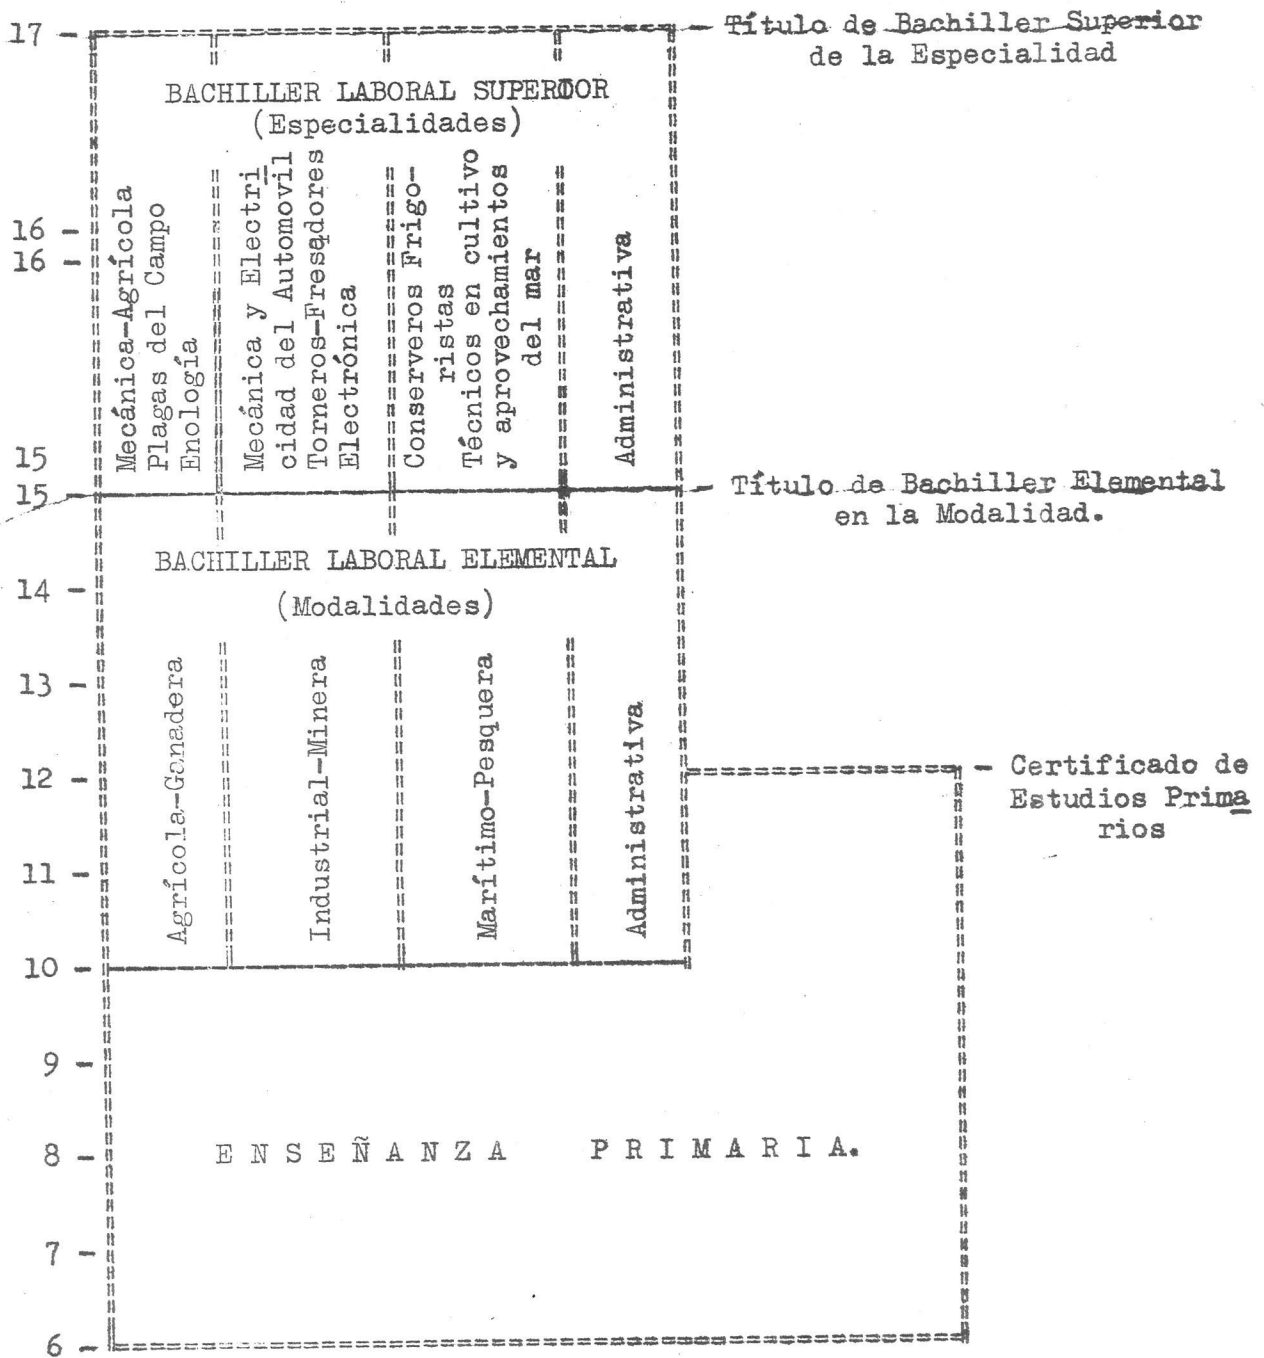 17 -
Título de Bachiller Superior
de la Especialidad
BACHILLER LABORAL SUPERIOR
(Especialidades)
Mecánica-Agrícola
Plagas del Campo
Enología
Mecánica y Electri
cidad del Automovil
Torneros-Fresadores
Electrónica
Conserveros Frigo-
ristas
Técnicos en cultivo
y aprovechamientos
del mar
Administrativa
16 -
16 -
15
15 -
Título de Bachiller Elemental
en la Modalidad.
BACHILLER LABORAL ELEMENTAL
14 -
(Modalidades)
Agrícola-Ganadera
Industrial-Minera
Marítimo-Pesquera
Administrativa
13 -
12 -
- Certificado de
Estudios Prima
rios
11 -
10 -
9 -
8 -
ENSEÑANZA PRIMARIA.
7 -
6 -